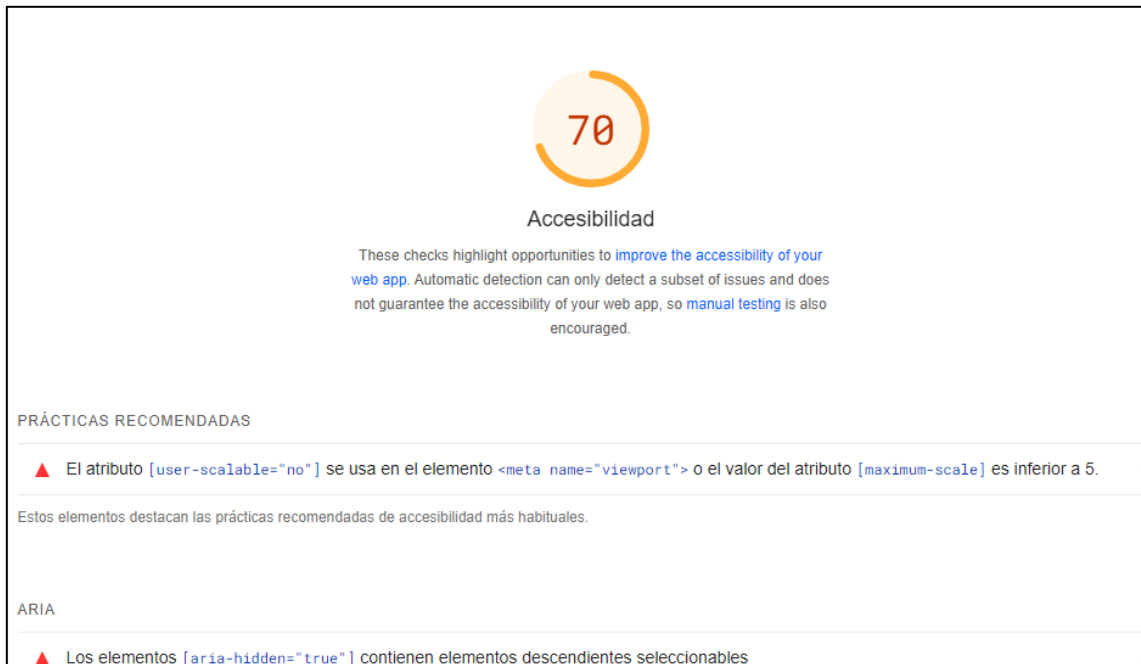 70
Accesibilidad
These checks highlight opportunities to improve the accessibility of your
web app. Automatic detection can only detect a subset of issues and does
not guarantee the accessibility of your web app, so manual testing is also
encouraged.
PRÁCTICAS RECOMENDADAS
El atributo [user-scalable="no"] se usa en el elemento <meta name="viewport"> o el valor del atributo [maximum-scale] es inferior a 5.
Estos elementos destacan las prácticas recomendadas de accesibilidad más habituales.
ARIA
Los elementos [aria-hidden="true"] contienen elementos descendientes seleccionables